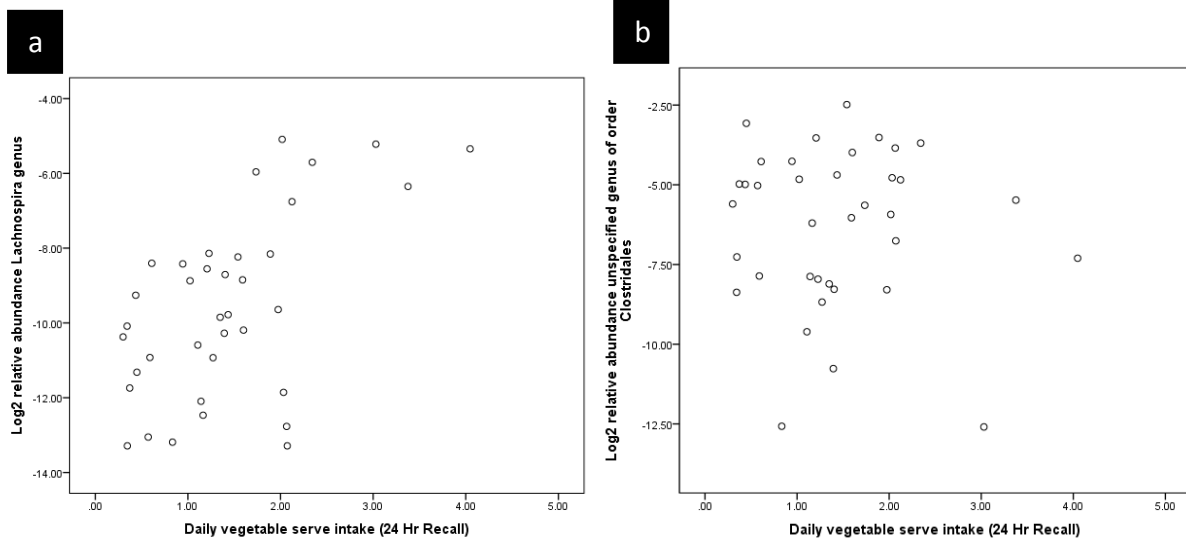 a
-4.00
-6.00
-8.00
-10.00
-12.00
-14.00
Log2 relative abundance Lachnospira genus
.00 1.00 2.00 3.00 4.00 5.00
Daily vegetable serve intake (24 Hr Recall)
b
-2.50
-5.00
-7.50
-10.00
-12.50
Log2 relative abundance unspecified genus of order
Clostridales
.00 1.00 2.00 3.00 4.00 5.00
Daily vegetable serve intake (24 Hr Recall)